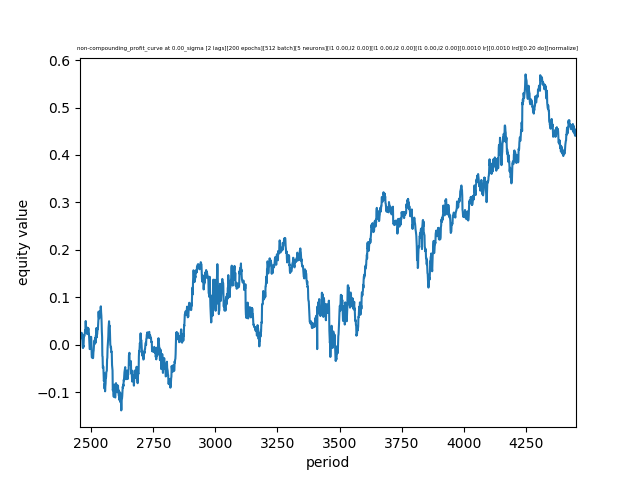 non-compounding_profit_curve at 0.00_sigma [2 lags][200 epochs][512 batch][5 neurons][l1 0.00,l2 0.00][l1 0.00,l2 0.00][l1 0.00,l2 0.00][0.0010 lr][0.0010 lrd][0.20 do][normalize]
0.6
0.5
0.4
0.3
0.2
0.1
0.0
−0.1
equity value
2500 2750 3000 3250 3500 3750 4000 4250
period